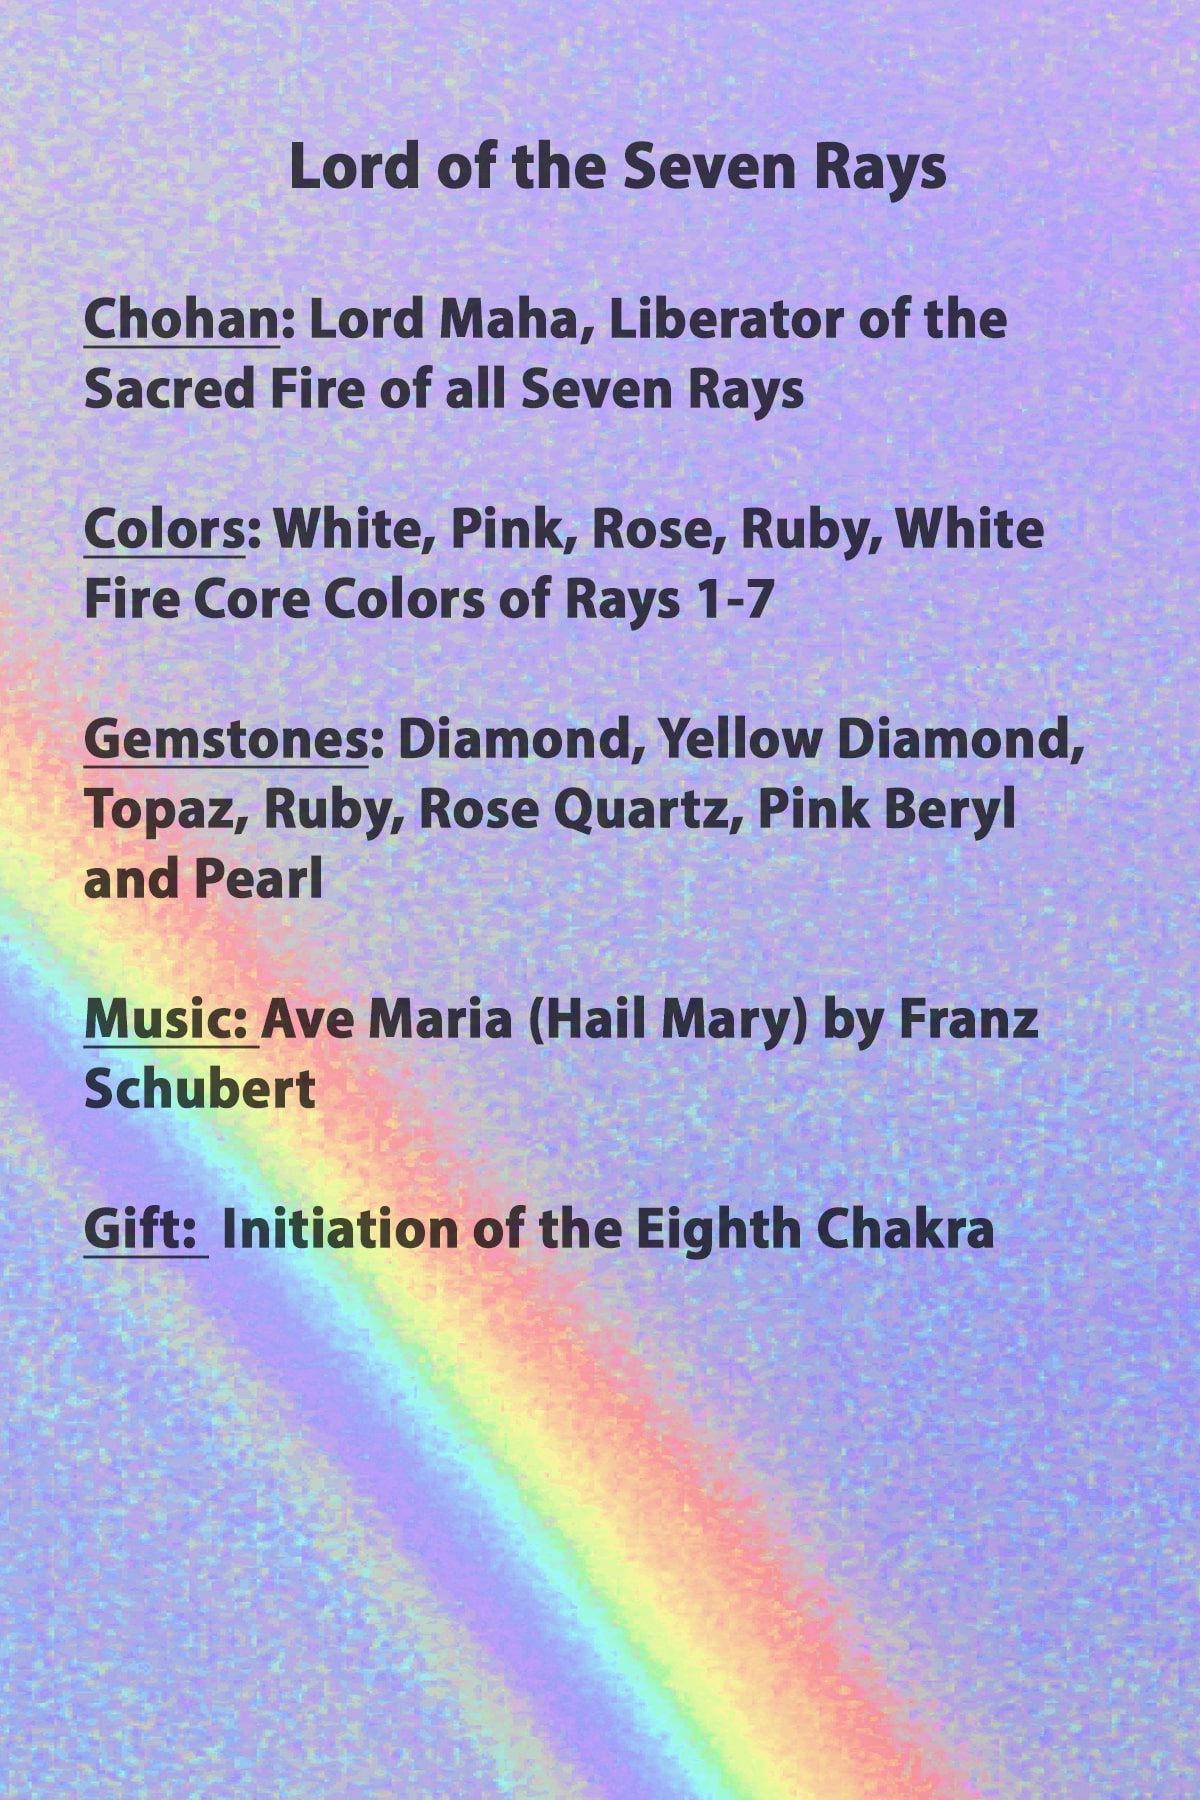 Lord of the Seven Rays
Chohan: Lord Maha, Liberator of the
Sacred Fire of all Seven Rays
Colors: White, Pink, Rose, Ruby, White
Fire Core Colors of Rays 1-7
Gemstones: Diamond, Yellow Diamond,
Topaz, Ruby, Rose Quartz, Pink Beryl
and Pearl
Music: Ave Maria (Hail Mary) by Franz
Schubert
Gift: Initiation of the Eighth Chakra